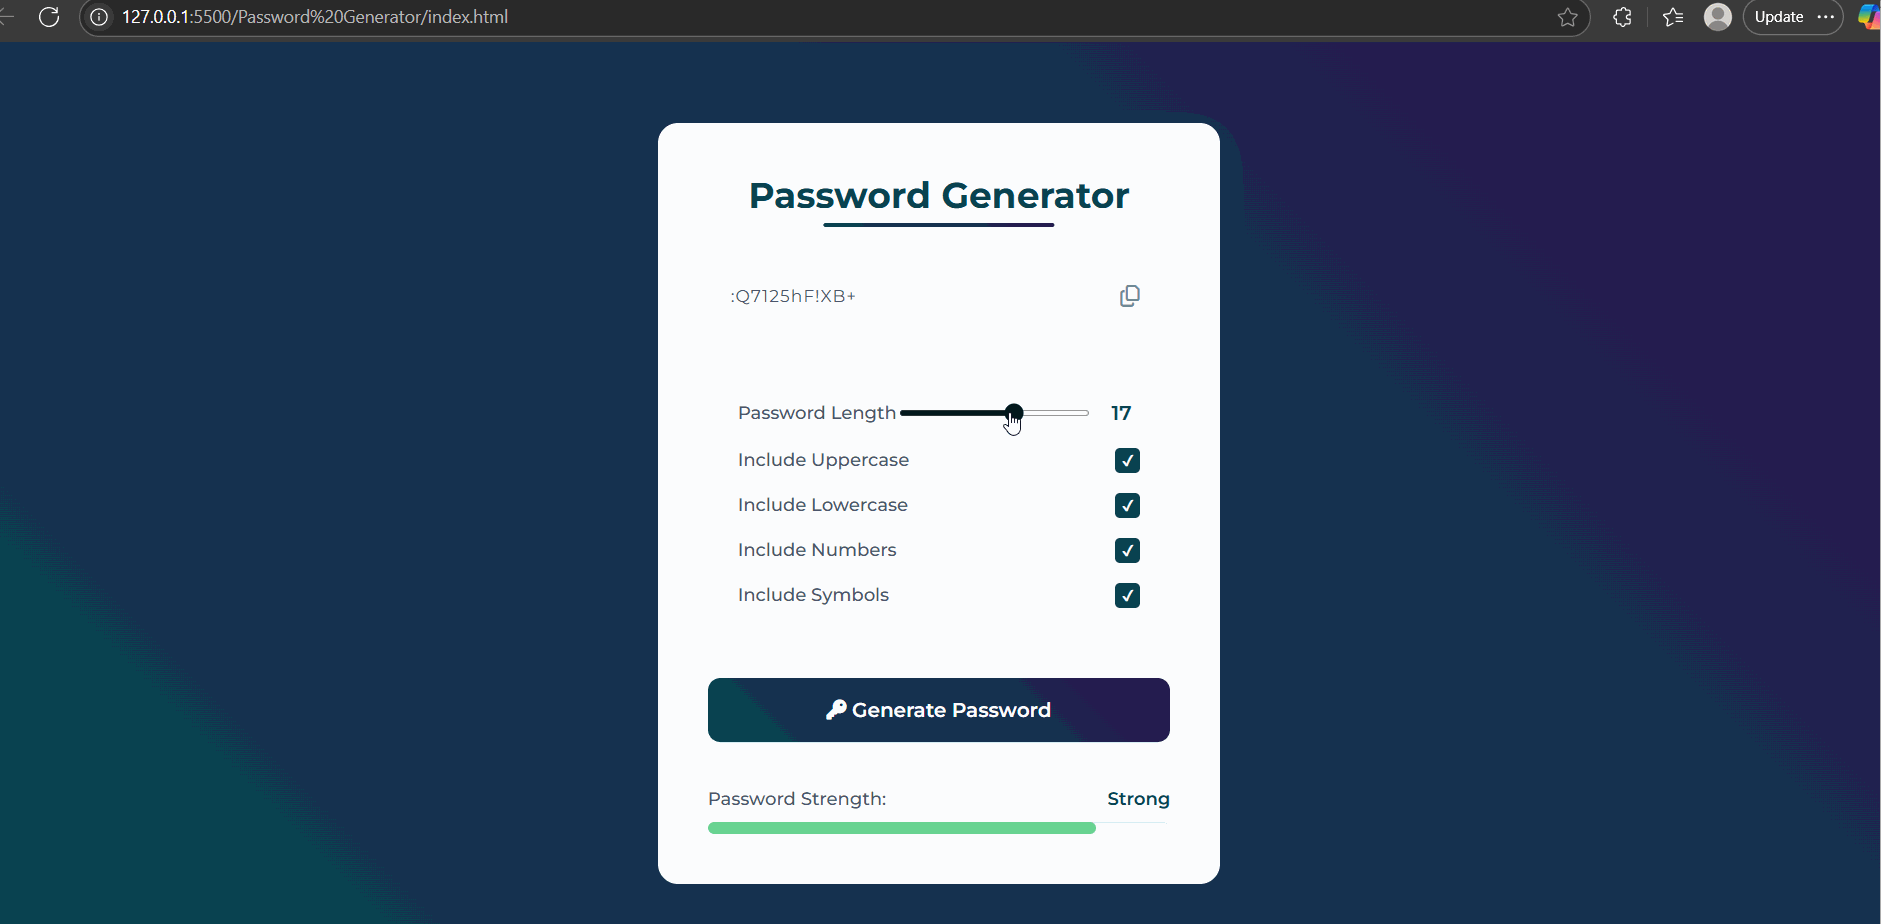 127.0.0.1:5500/Password%20Generator/index.html
Update
Password Generator
:Q7125hF!XB+
Password Length 17
Include Uppercase
Include Lowercase
Include Numbers
Include Symbols
Generate Password
Password Strength: Strong